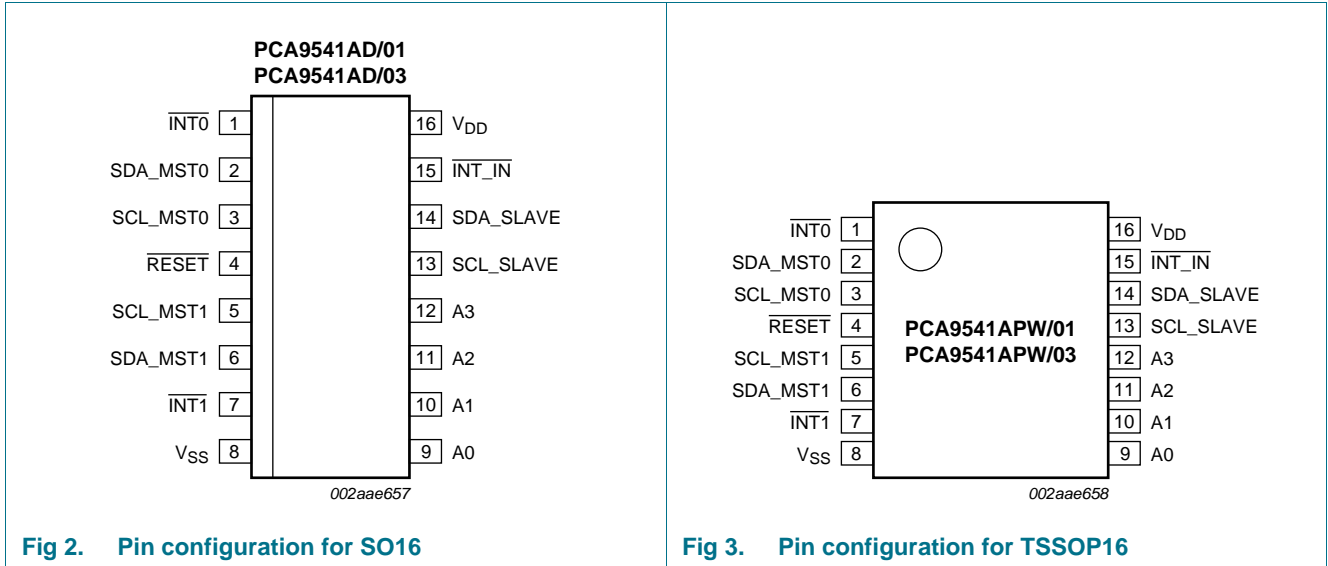 PCA9541AD/01
PCA9541AD/03
INT0 1 16 VDD
SDA_MST0 2 15 INT_IN
SCL_MST0 3 14 SDA_SLAVE
RESET 4 13 SCL_SLAVE
SCL_MST1 5 12 A3
SDA_MST1 6 11 A2
INT1 7 10 A1
VSS 8 9 A0
002aae657
Fig 2. Pin configuration for SO16
INT0 1 16 VDD
SDA_MST0 2 15 INT_IN
SCL_MST0 3 14 SDA_SLAVE
RESET 4 13 SCL_SLAVE
PCA9541APW/01
PCA9541APW/03
SCL_MST1 5 12 A3
SDA_MST1 6 11 A2
INT1 7 10 A1
VSS 8 9 A0
002aae658
Fig 3. Pin configuration for TSSOP16